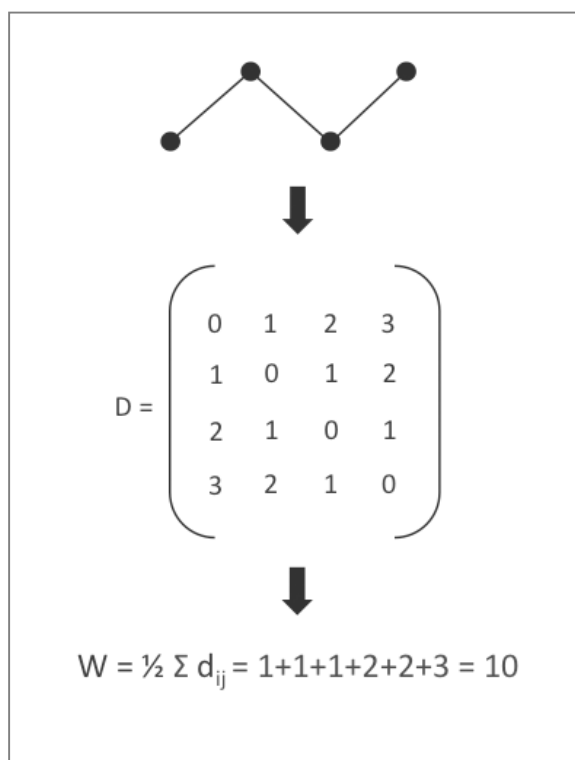 0 1 2 3
1 0 1 2
D =
2 1 0 1
3 2 1 0
W = ½ Σ dij = 1+1+1+2+2+3 = 10